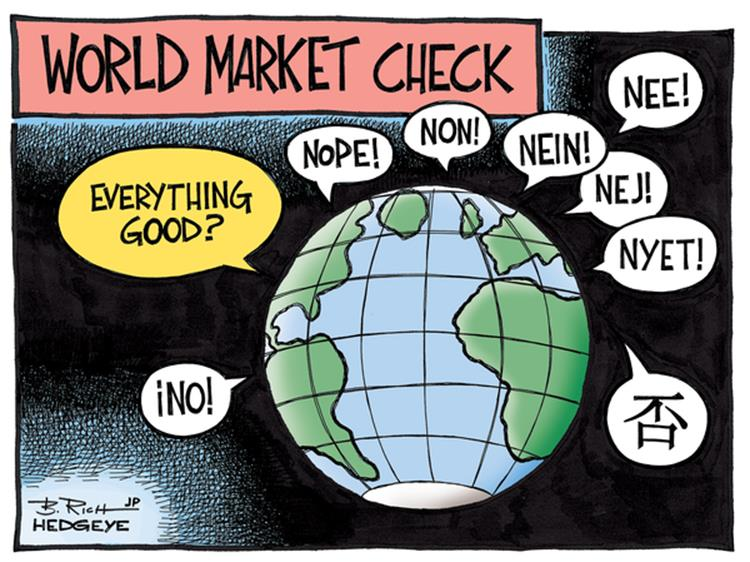 WORLD MARKET CHECK
EVERYTHING
GOOD?
NOPE!
NON!
NEIN!
NEE!
NEJ!
NYET!
¡NO!
否
B. RICH JP
HEDGEYE